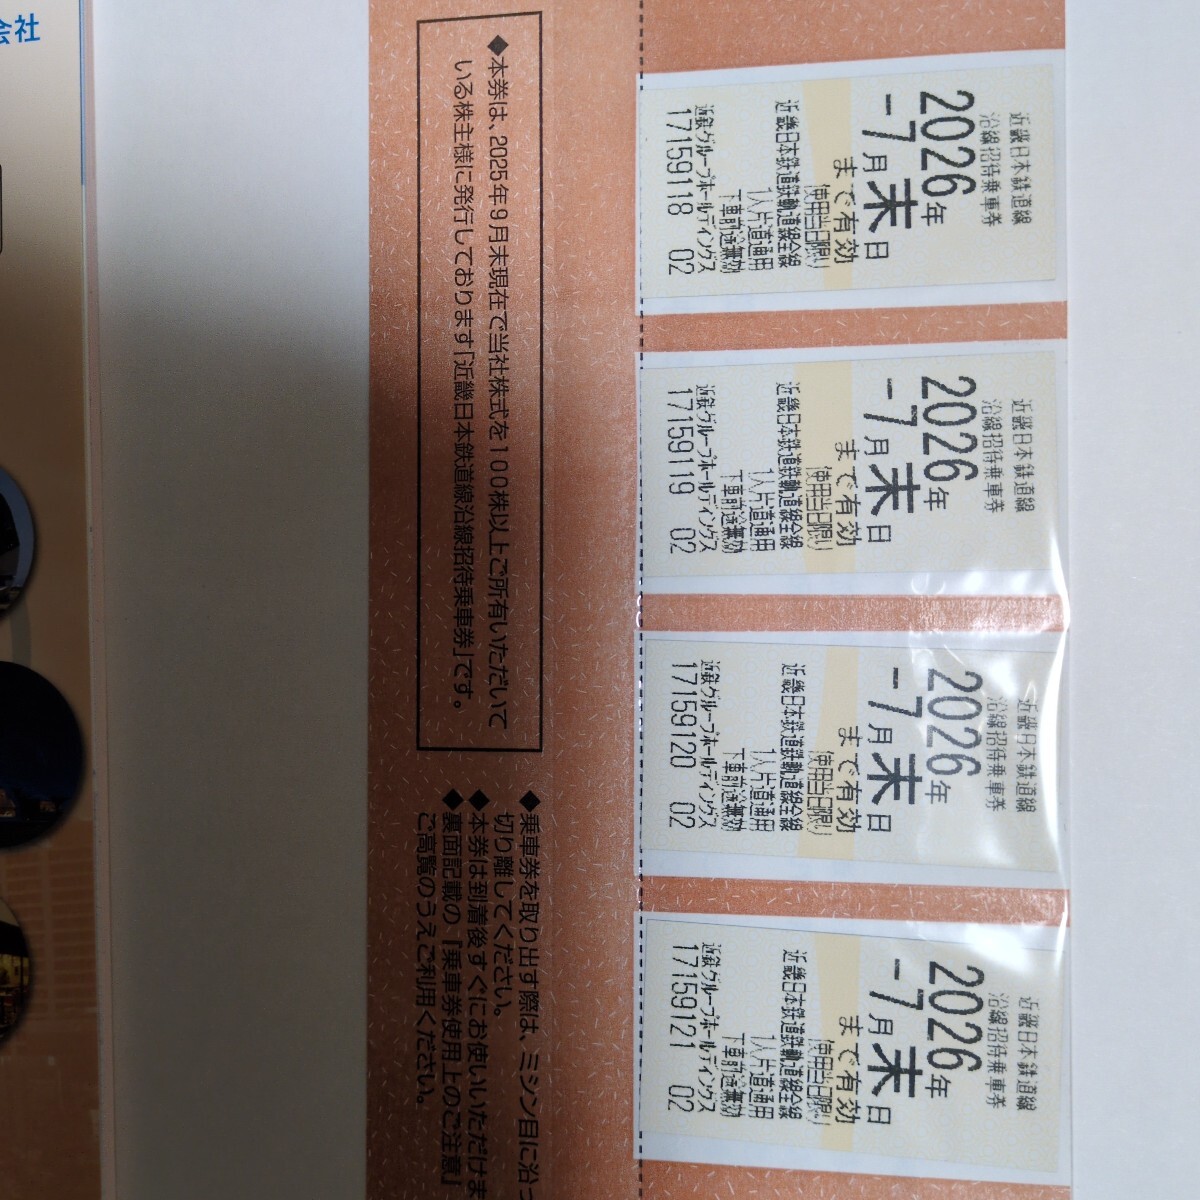 会社
◆本券は、2025年9月末現在で当社株式を100株以上ご所有いただいて
いる株主様に発行しております「近畿日本鉄道線沿線招待乗車券」です。
◆乗車券を取り出す際は、ミシン目に沿っ
切り離してください。
◆本券は到着後すぐにお使いいただけま
◆裏面記載の「乗車券使用上のご注意」
ご高覧のうえご利用ください。
近畿日本鉄道線
沿線招待乗車券
2026年
-7月末日
まで有効
使用当日限り
近畿日本鉄道鉄軌道線全線
1人片道通用
下車前途無効
近鉄グループホールディングス
17159118 02
近畿日本鉄道線
沿線招待乗車券
2026年
-7月末日
まで有効
使用当日限り
近畿日本鉄道鉄軌道線全線
1人片道通用
下車前途無効
近鉄グループホールディングス
17159119 02
近畿日本鉄道線
沿線招待乗車券
2026年
-7月末日
まで有効
使用当日限り
近畿日本鉄道鉄軌道線全線
1人片道通用
下車前途無効
近鉄グループホールディングス
17159120 02
近畿日本鉄道線
沿線招待乗車券
2026年
-7月末日
まで有効
使用当日限り
近畿日本鉄道鉄軌道線全線
1人片道通用
下車前途無効
近鉄グループホールディングス
17159121 02